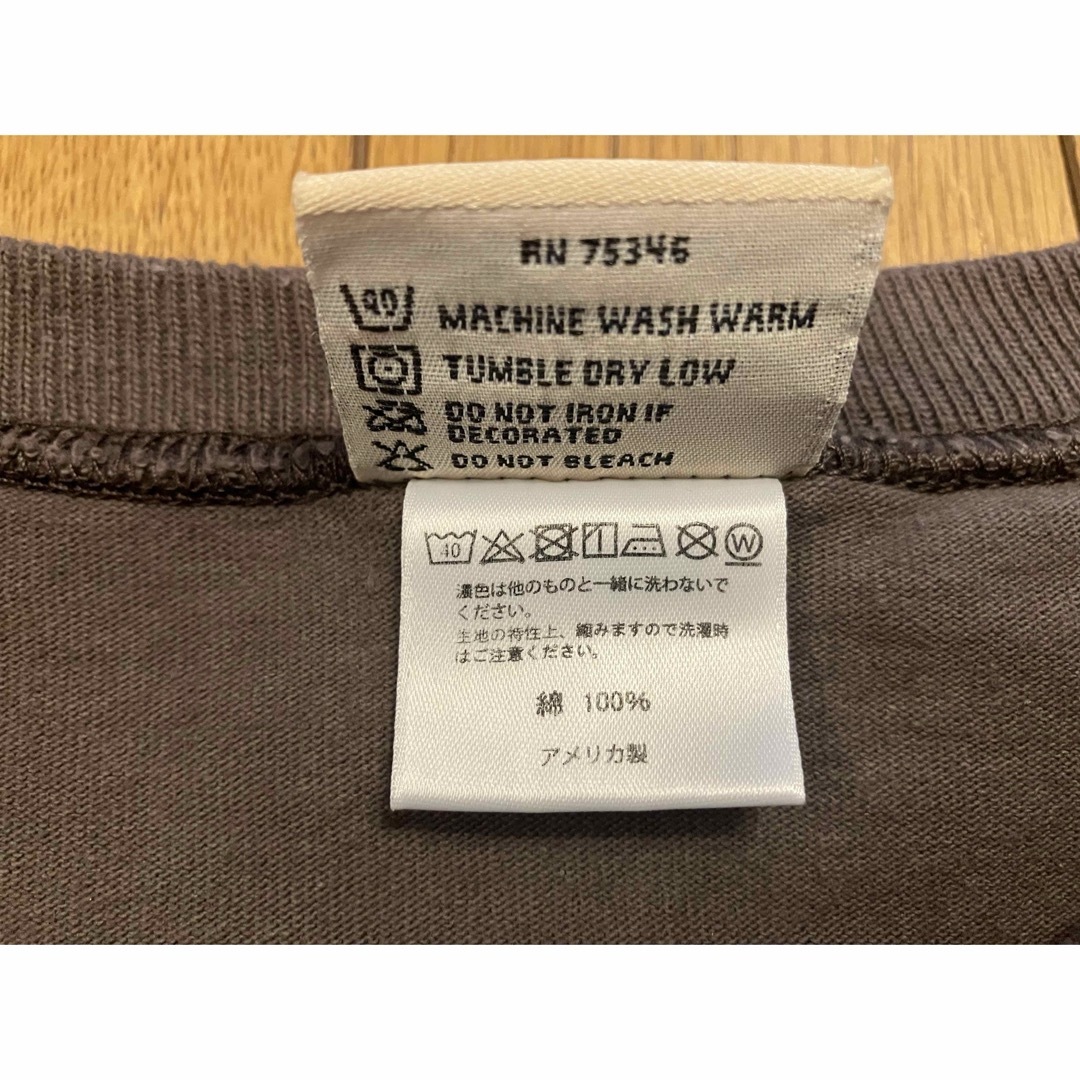 RN 75346
40 MACHINE WASH WARM
TUMBLE DRY LOW
DO NOT IRON IF
DECORATED
DO NOT BLEACH
40 W
濃色は他のものと一緒に洗わないで
ください。
生地の特性上、縮みますので洗濯時
はご注意ください。
綿 100%
アメリカ製